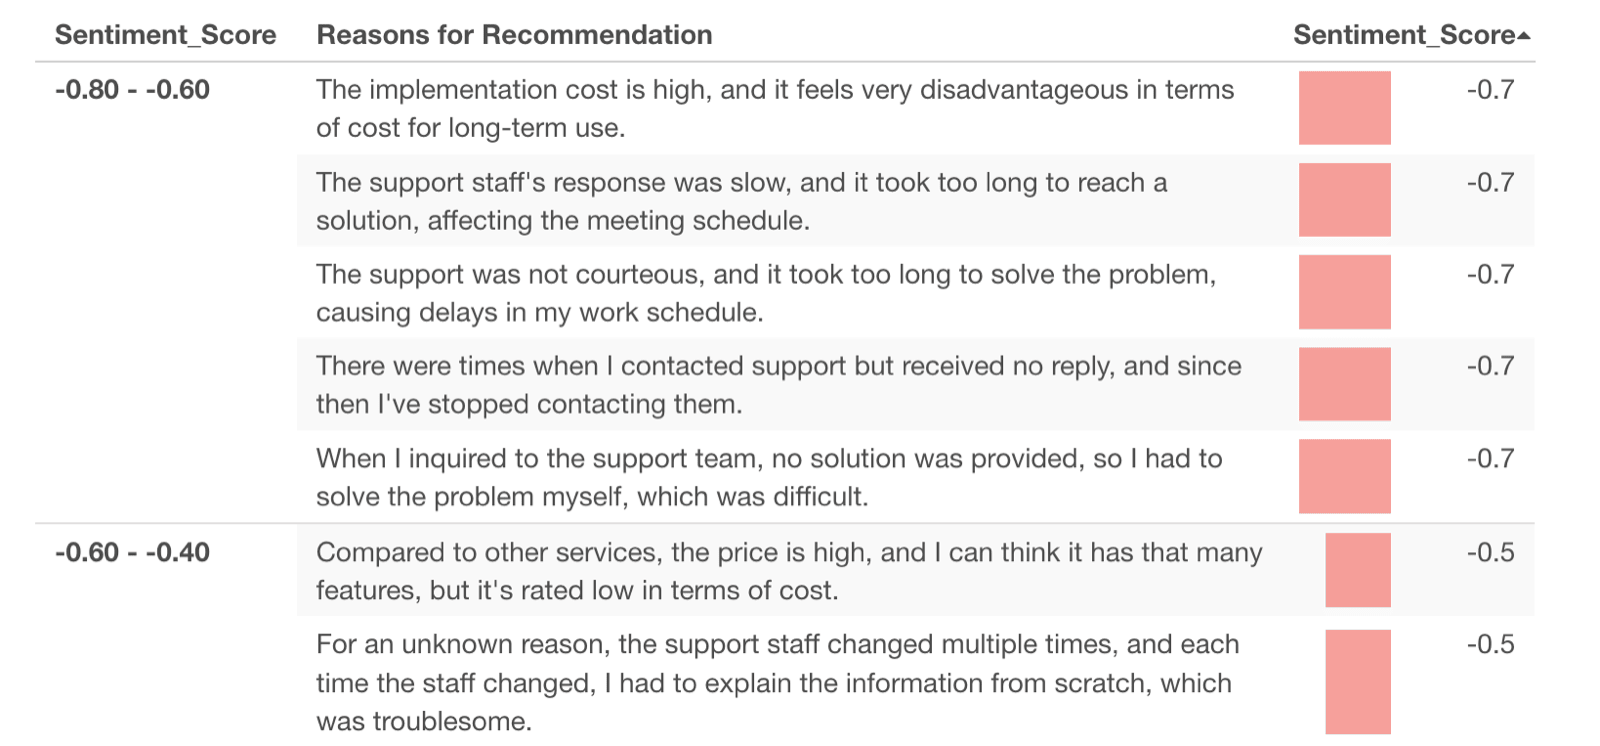 Sentiment_Score Reasons for Recommendation Sentiment_Score
-0.80 - -0.60 The implementation cost is high, and it feels very disadvantageous in terms -0.7
of cost for long-term use.
The support staff's response was slow, and it took too long to reach a -0.7
solution, affecting the meeting schedule.
The support was not courteous, and it took too long to solve the problem, -0.7
causing delays in my work schedule.
There were times when I contacted support but received no reply, and since -0.7
then I've stopped contacting them.
When I inquired to the support team, no solution was provided, so I had to -0.7
solve the problem myself, which was difficult.
-0.60 - -0.40 Compared to other services, the price is high, and I can think it has that many -0.5
features, but it's rated low in terms of cost.
For an unknown reason, the support staff changed multiple times, and each -0.5
time the staff changed, I had to explain the information from scratch, which
was troublesome.